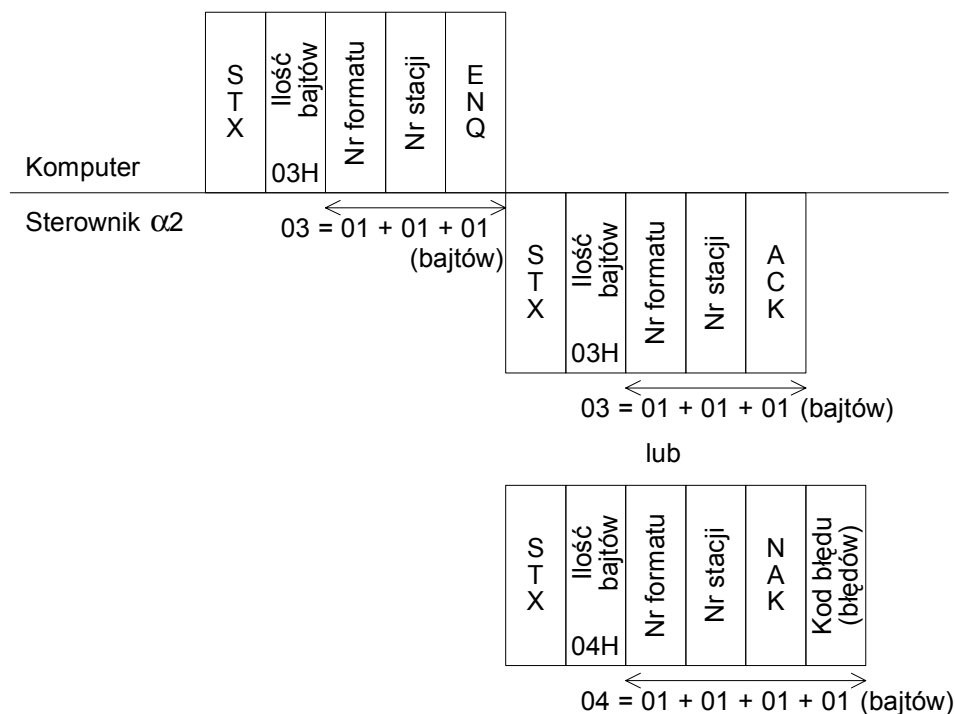 STX
Ilość bajtów
03H
Nr formatu
Nr stacji
ENQ
Komputer
Sterownik α2
03 = 01 + 01 + 01
(bajtów)
STX
Ilość bajtów
03H
Nr formatu
Nr stacji
ACK
03 = 01 + 01 + 01 (bajtów)
lub
STX
Ilość bajtów
04H
Nr formatu
Nr stacji
NAK
Kod błędu
(błędów)
04 = 01 + 01 + 01 + 01 (bajtów)